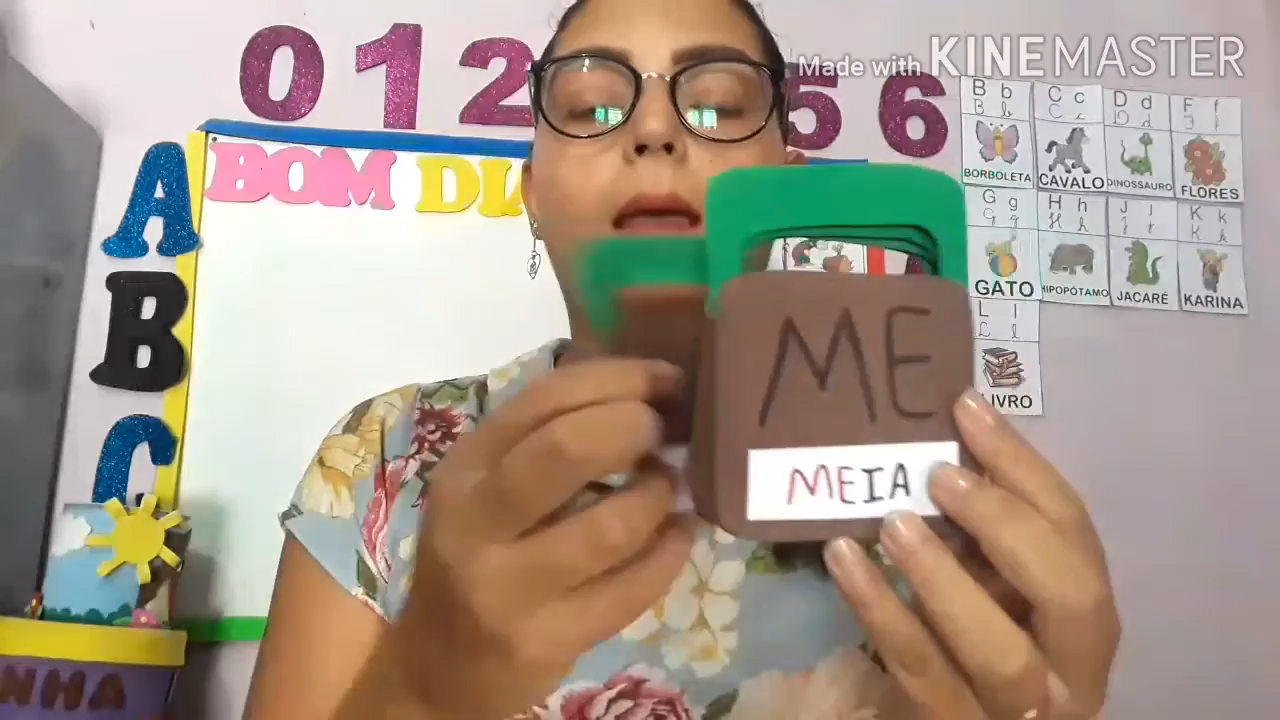 Made with KINEMASTER
0 1 2 5 6
BOM DI
A
B
C
B b
B b
BORBOLETA
C c
C c
CAVALO
D d
D d
DINOSSAURO
F f
F f
FLORES
G g
G g
GATO
H h
H h
HIPOPÓTAMO
J j
J j
JACARÉ
K k
K k
KARINA
L l
L l
LIVRO
ME
MEIA
NHA